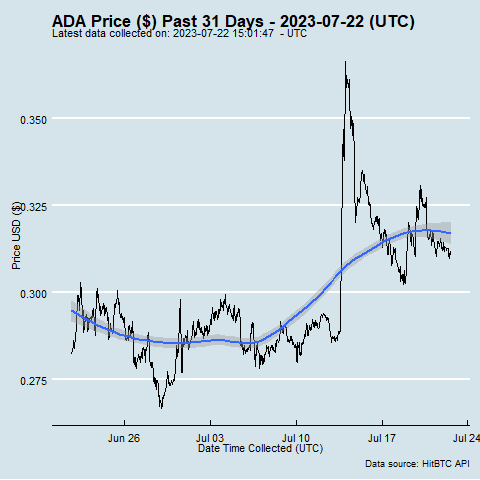 ADA Price ($) Past 31 Days - 2023-07-22 (UTC)
Latest data collected on: 2023-07-22 15:01:47 - UTC
Price USD ($)
0.350
0.325
0.300
0.275
Jun 26 Jul 03 Jul 10 Jul 17 Jul 24
Date Time Collected (UTC)
Data source: HitBTC API